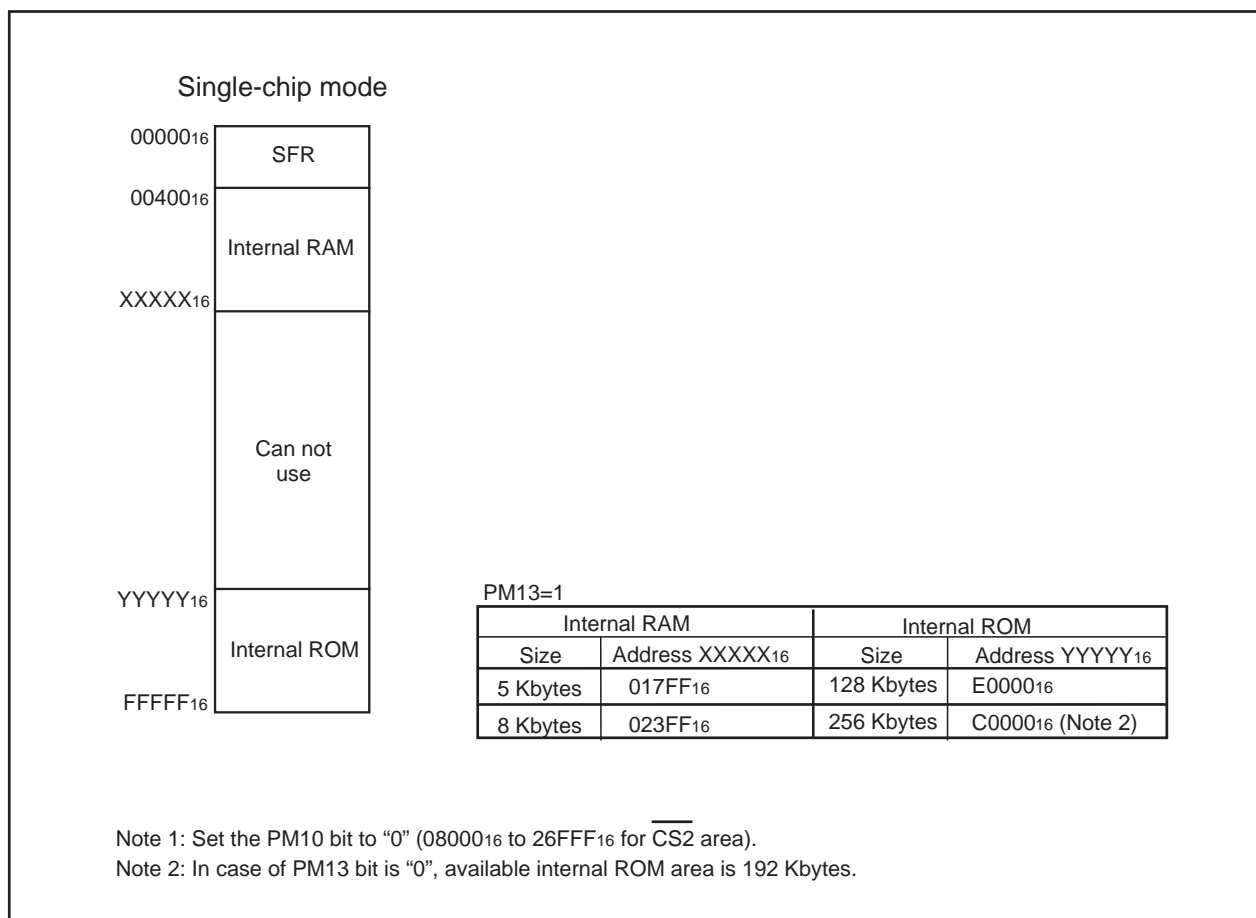 Single-chip mode
0000016
SFR
0040016
Internal RAM
XXXXX16
Can not
use
YYYYY16
Internal ROM
FFFFF16
PM13=1
Internal RAM Internal ROM
Size Address XXXXX16 Size Address YYYYY16
5 Kbytes 017FF16 128 Kbytes E000016
8 Kbytes 023FF16 256 Kbytes C000016 (Note 2)
Note 1: Set the PM10 bit to “0” (0800016 to 26FFF16 for CS2 area).
Note 2: In case of PM13 bit is “0”, available internal ROM area is 192 Kbytes.